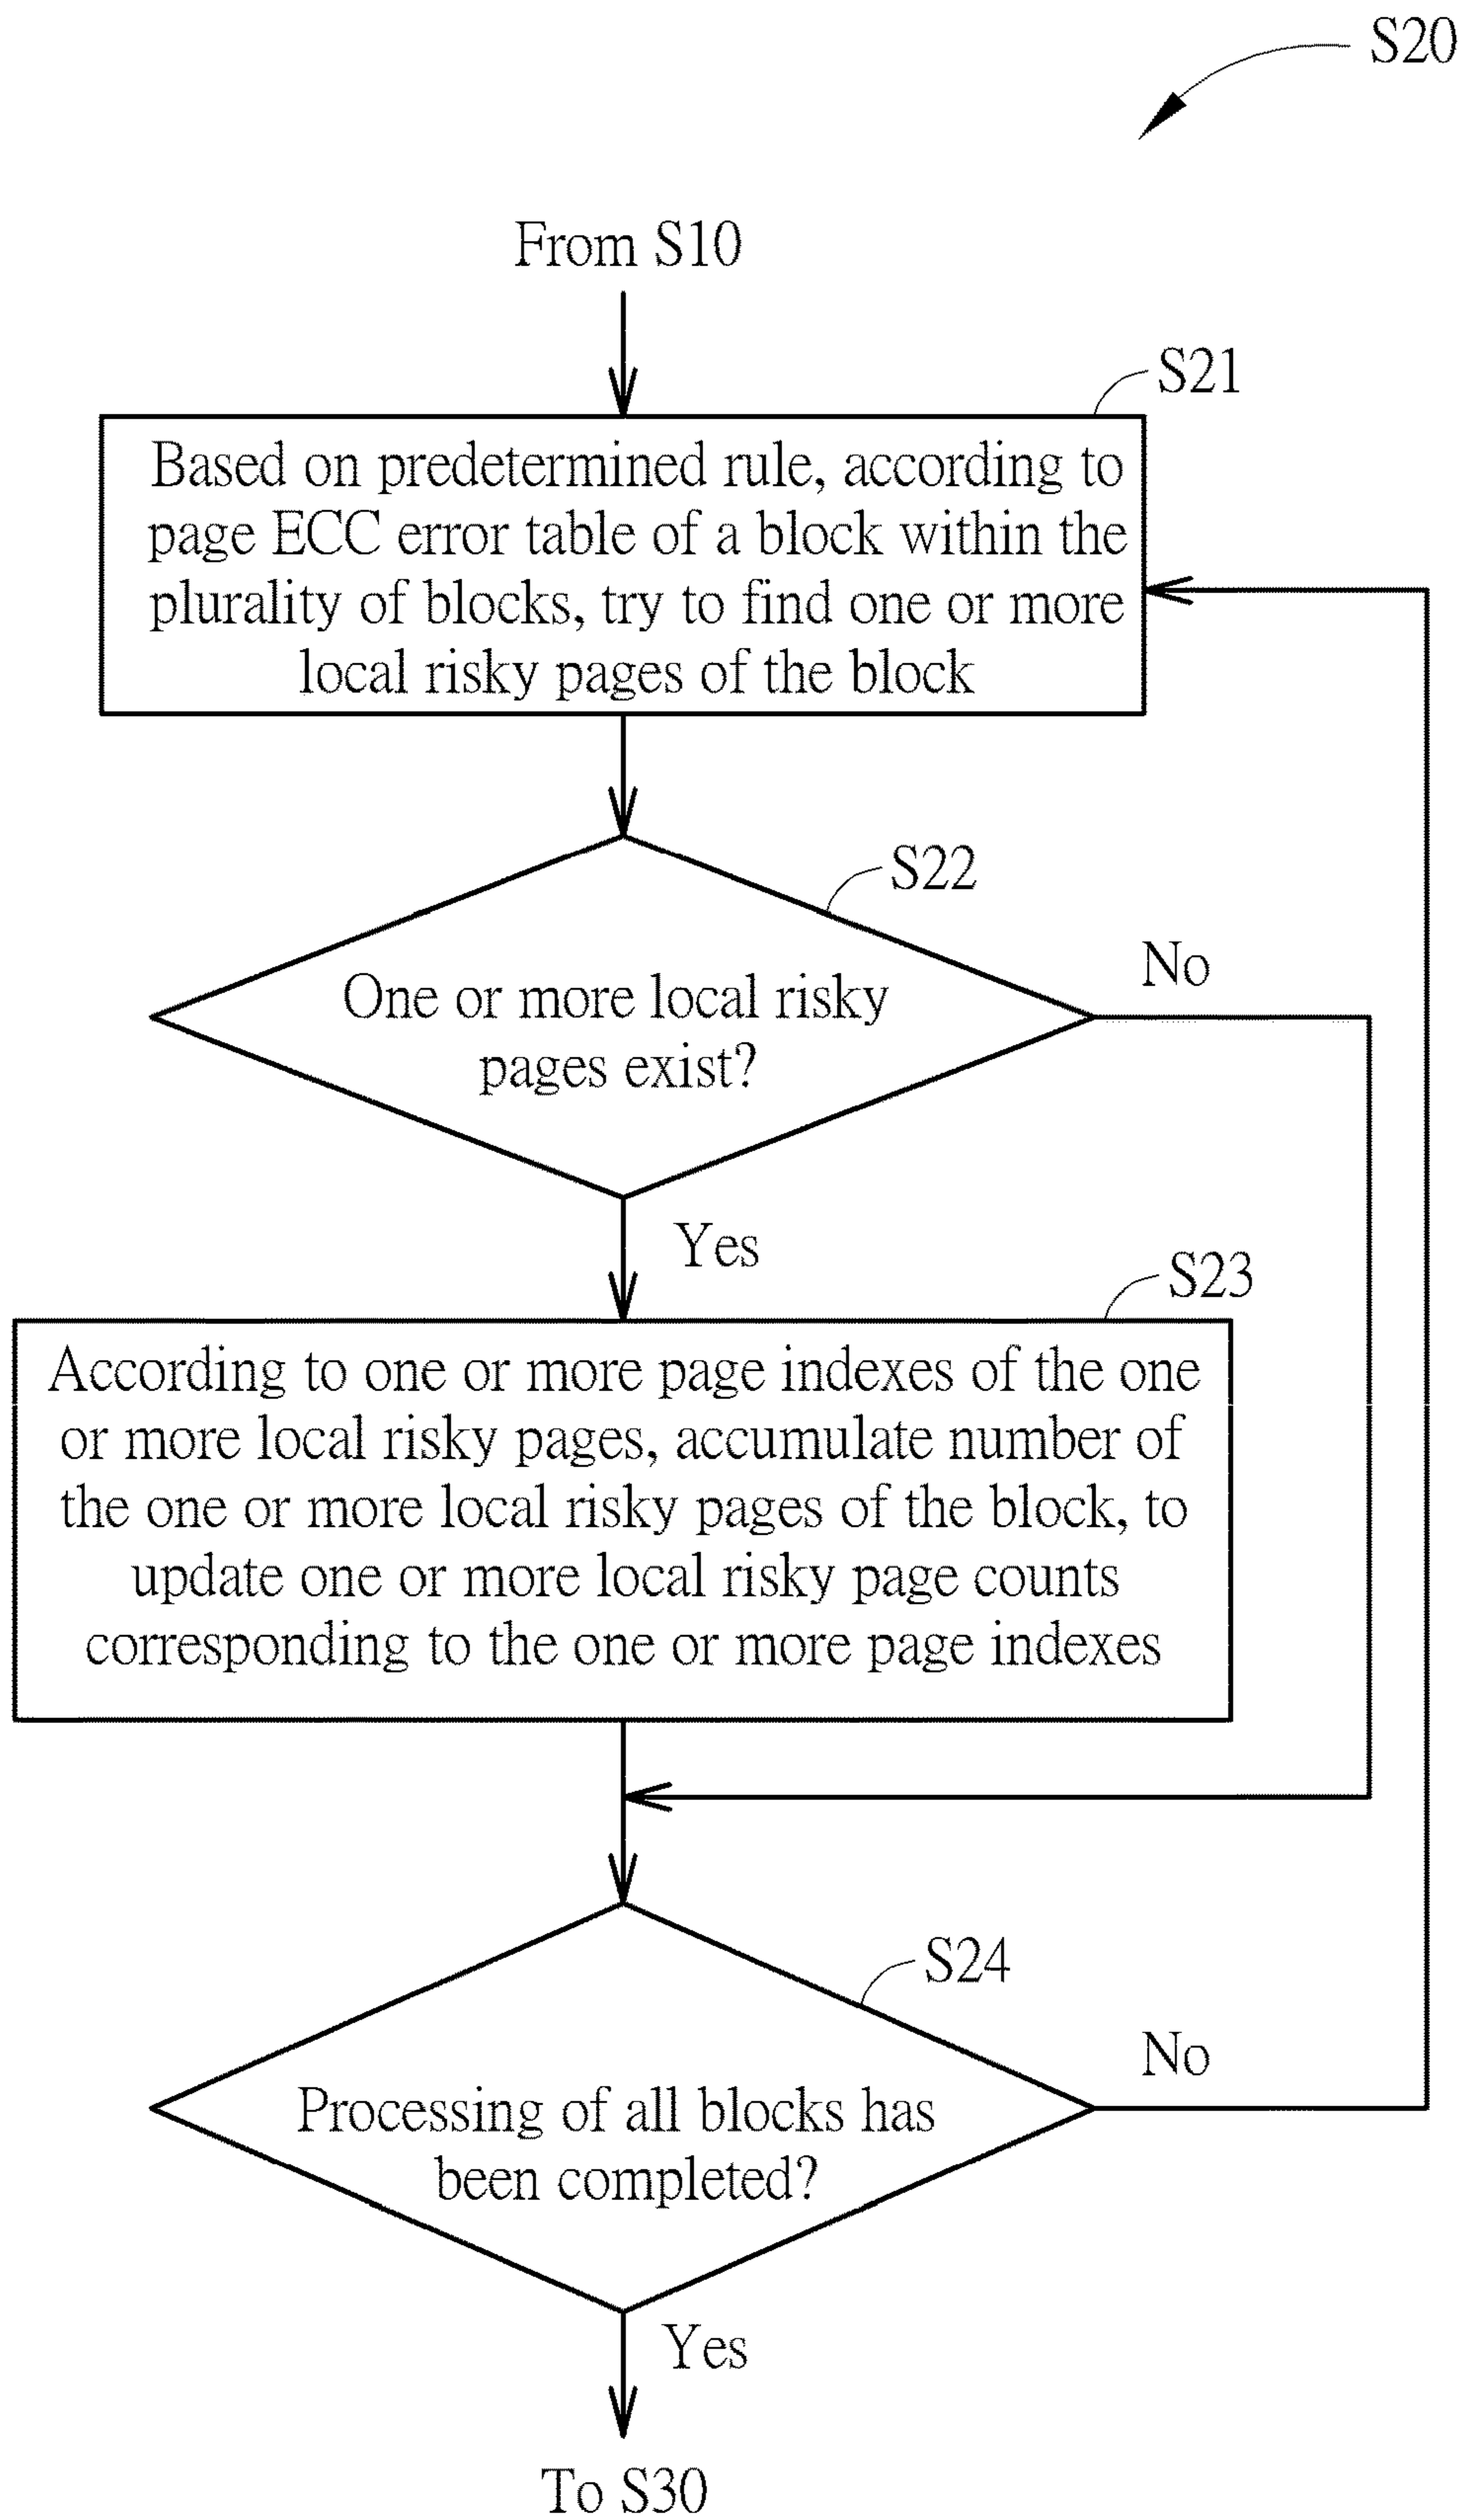 S20
From S10
S21
Based on predetermined rule, according to
page ECC error table of a block within the
plurality of blocks, try to find one or more
local risky pages of the block
S22
No
One or more local risky
pages exist?
Yes
S23
According to one or more page indexes of the one
or more local risky pages, accumulate number of
the one or more local risky pages of the block, to
update one or more local risky page counts
corresponding to the one or more page indexes
S24
No
Processing of all blocks has
been completed?
Yes
To S30